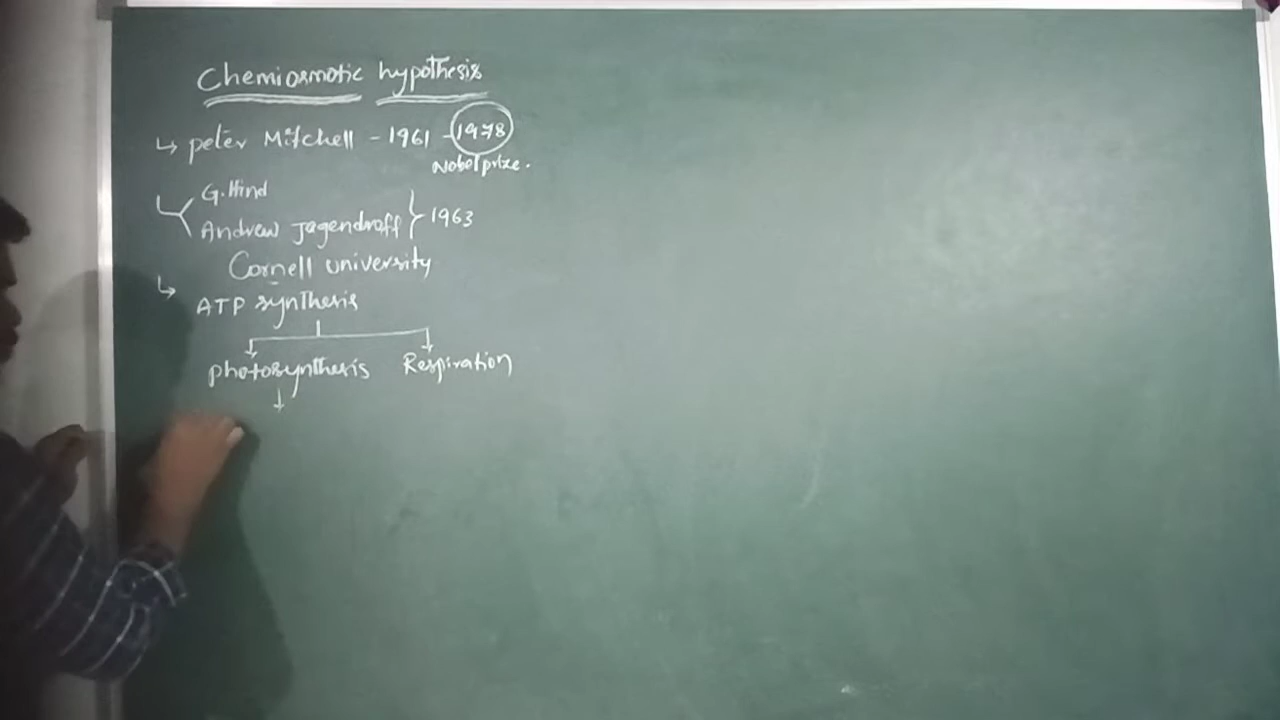 Chemiosmotic hypothesis
↳ peter Mitchell - 1961 - 1978
Nobel prize.
G. Hind
Andrew Jagendroff } 1963
Cornell university
↳ ATP synthesis
photosynthesis Respiration